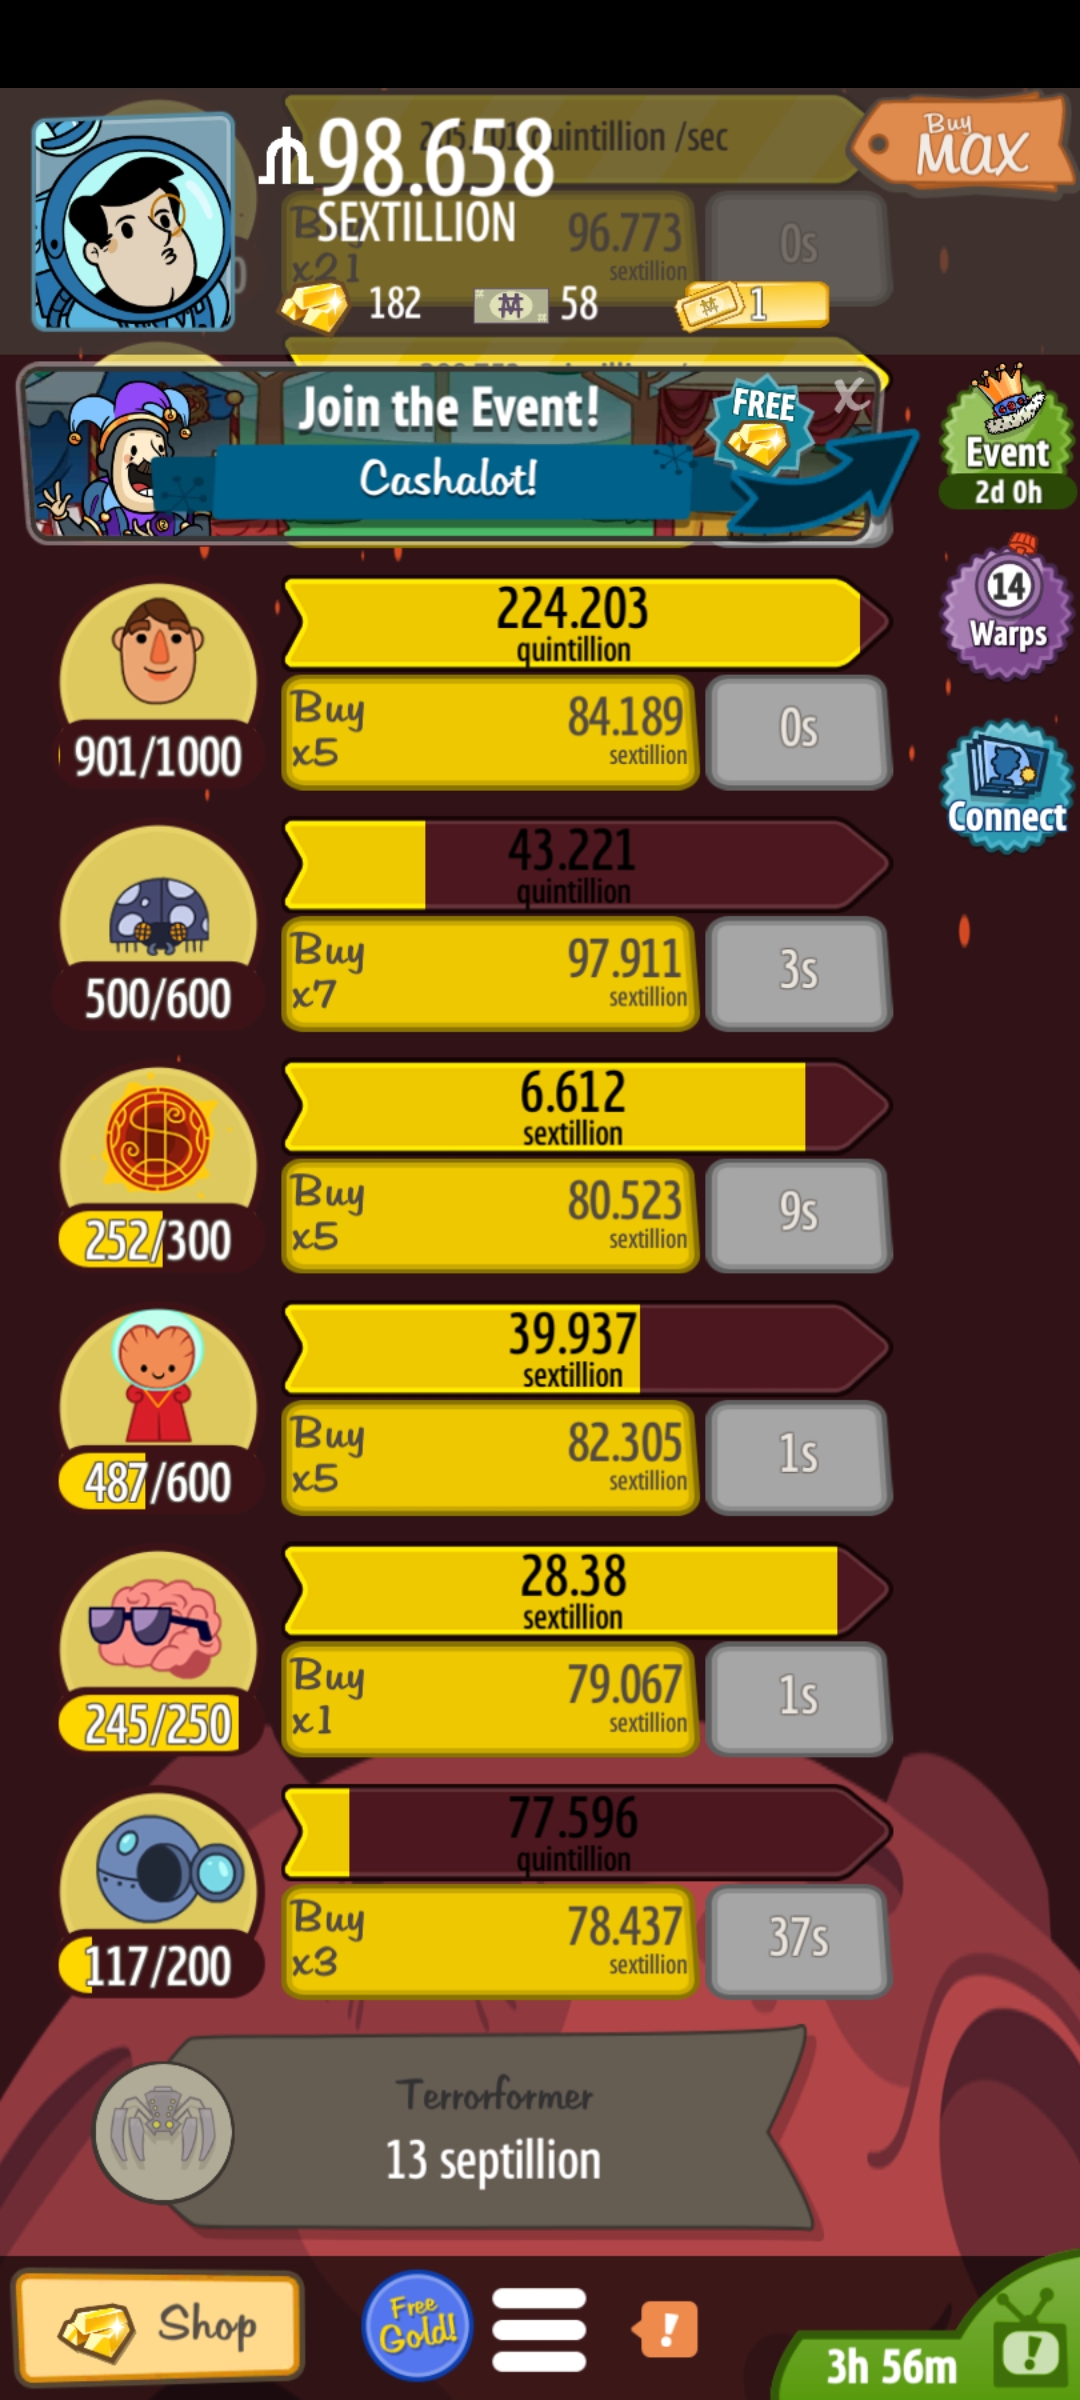 quintillion /sec
Buy
MAX
98.658
SEXTILLION
x21
96.773
sextillion
0s
182
58
1
Join the Event!
FREE
X
Cashalot!
Event
2d 0h
14
Warps
Connect
224.203
quintillion
Buy
x5
84.189
sextillion
0s
901/1000
43.221
quintillion
Buy
x7
97.911
sextillion
3s
500/600
6.612
sextillion
Buy
x5
80.523
sextillion
9s
252/300
39.937
sextillion
Buy
x5
82.305
sextillion
1s
487/600
28.38
sextillion
Buy
x1
79.067
sextillion
1s
245/250
77.596
quintillion
Buy
x3
78.437
sextillion
37s
117/200
Terrorformer
13 septillion
Shop
Free
Gold!
!
3h 56m
!